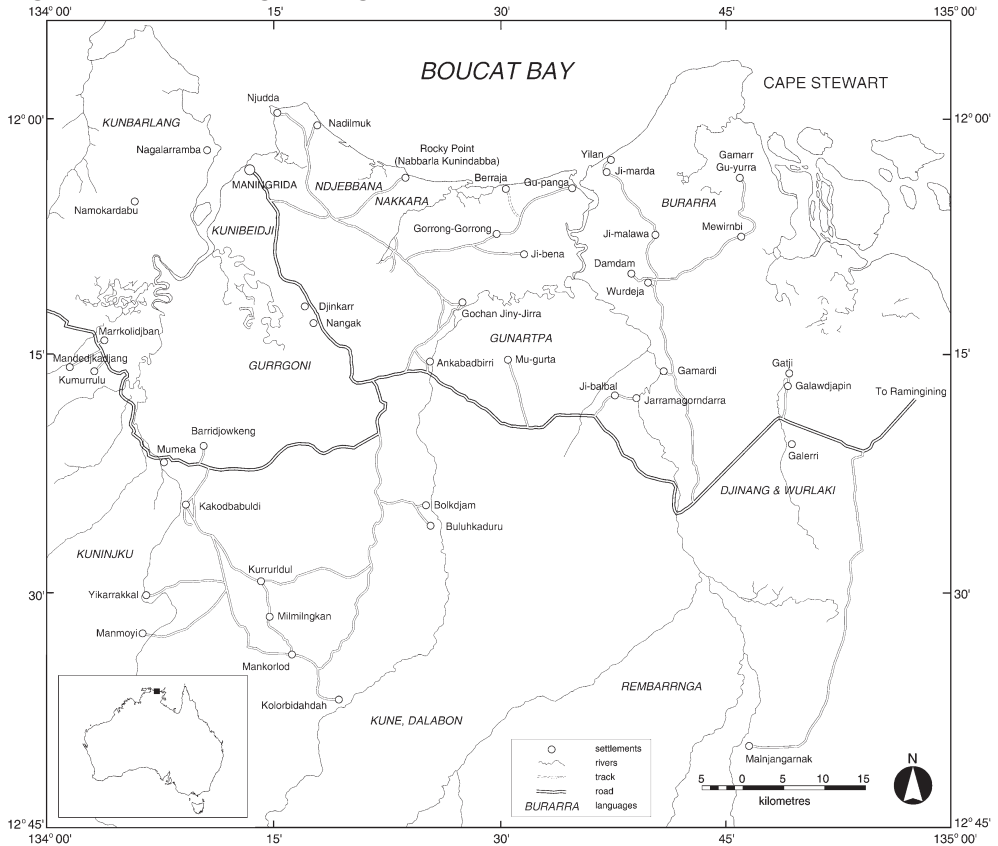 134° 00'
15'
30'
45'
135° 00'
BOUCAT BAY
CAPE STEWART
12° 00'
12° 00'
Njudda
Nadilmuk
KUNBARLANG
Nagalarramba
Rocky Point
(Nabbarla Kunindabba)
Yilan
Gamarr
Gu-yurra
Ji-marda
Berraja
Gu-panga
MANINGRIDA
NDJEBBANA
NAKKARA
BURARRA
Namokardabu
KUNIBEIDJI
Gorrong-Gorrong
Ji-malawa
Mewirnbi
Ji-bena
Damdam
Wurdeja
Djinkarr
Nangak
Gochan Jiny-Jirra
Marrkolidjban
GUNARTPA
15'
15'
Mandedjkadjang
Kumurrulu
GURRGONI
Ankabadbirri
Mu-gurta
Gamardi
Gatji
Galawdjapin
To Ramingining
Ji-balbal
Jarramagorndarra
Barridjowkeng
Mumeka
Galerri
DJINANG & WURLAKI
Kakodbabuldi
Bolkdjam
Buluhkaduru
KUNINJKU
Kurrurldul
30'
30'
Yikarrakkal
Milmilngkan
Manmoyi
Mankorlod
REMBARRNGA
Kolorbidahdah
KUNE, DALABON
Malnjangarnak
settlements
rivers
track
road
BURARRA languages
5 0 5 10 15
kilometres
N
12° 45'
12° 45'
134° 00'
15'
30'
45'
135° 00'